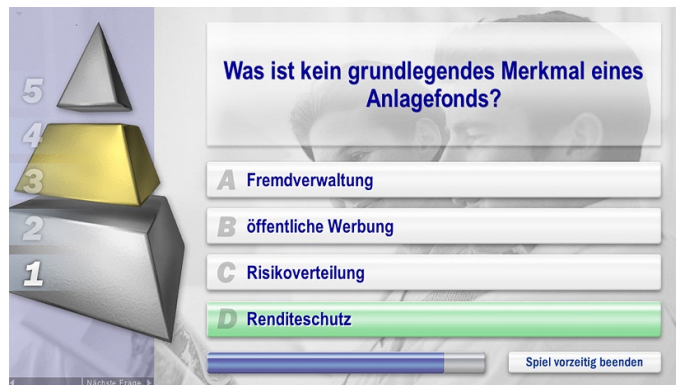 Was ist kein grundlegendes Merkmal eines
Anlagefonds?
5
4
3
2
1
A Fremdverwaltung
B öffentliche Werbung
C Risikoverteilung
D Renditeschutz
Nächste Frage
Spiel vorzeitig beenden